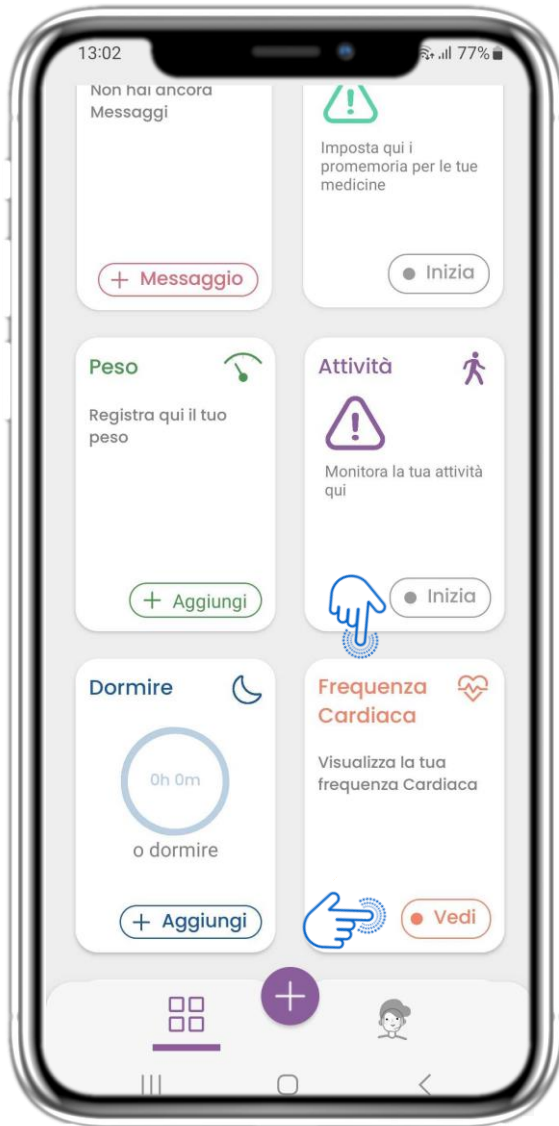 13:02
77%
Non hai ancora
Messaggi
+ Messaggio
Imposta qui i
promemoria per le tue
medicine
Inizia
Peso
Registra qui il tuo
peso
+ Aggiungi
Attività
Monitora la tua attività
qui
Inizia
Dormire
0h 0m
o dormire
+ Aggiungi
Frequenza
Cardiaca
Visualizza la tua
frequenza Cardiaca
Vedi